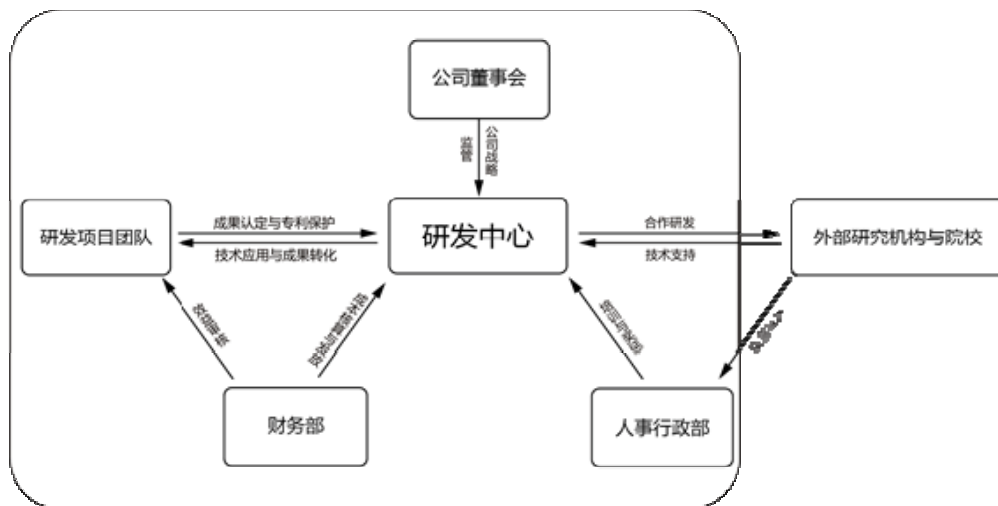 公司董事会
监管
公司战略
研发项目团队
成果认定与专利保护
技术应用与成果转化
研发中心
合作研发
技术支持
外部研究机构与院校
财务部
人事行政部